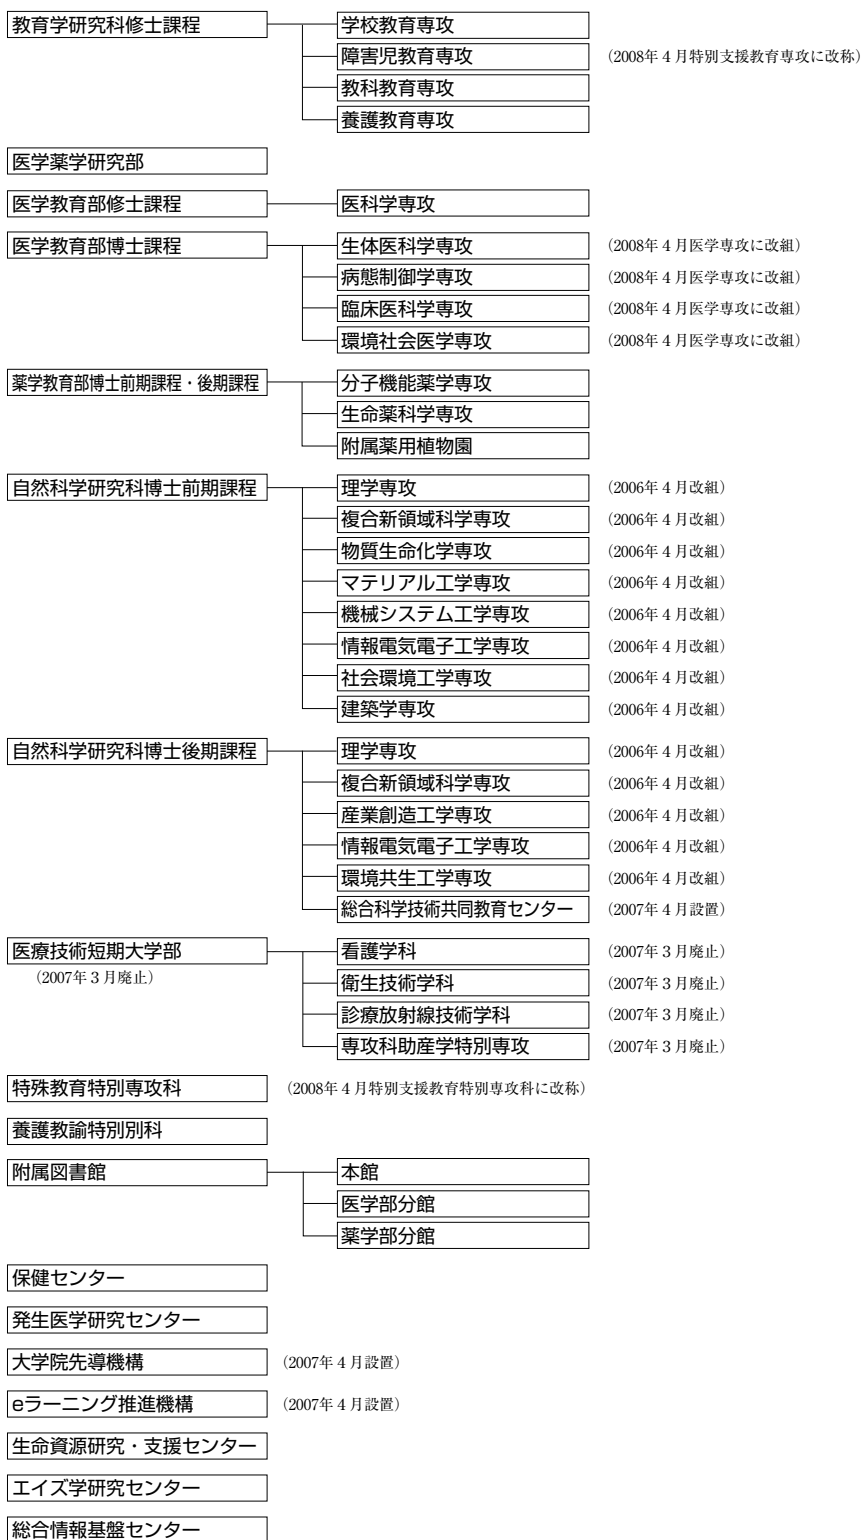 教育学研究科修士課程 学校教育専攻
障害児教育専攻 （2008年４月特別支援教育専攻に改称）
教科教育専攻
養護教育専攻
医学薬学研究部
医学教育部修士課程 医科学専攻
医学教育部博士課程 生体医科学専攻 （2008年４月医学専攻に改組）
病態制御学専攻 （2008年４月医学専攻に改組）
臨床医科学専攻 （2008年４月医学専攻に改組）
環境社会医学専攻 （2008年４月医学専攻に改組）
薬学教育部博士前期課程・後期課程 分子機能薬学専攻
生命薬科学専攻
附属薬用植物園
自然科学研究科博士前期課程 理学専攻 （2006年４月改組）
複合新領域科学専攻 （2006年４月改組）
物質生命化学専攻 （2006年４月改組）
マテリアル工学専攻 （2006年４月改組）
機械システム工学専攻 （2006年４月改組）
情報電気電子工学専攻 （2006年４月改組）
社会環境工学専攻 （2006年４月改組）
建築学専攻 （2006年４月改組）
自然科学研究科博士後期課程 理学専攻 （2006年４月改組）
複合新領域科学専攻 （2006年４月改組）
産業創造工学専攻 （2006年４月改組）
情報電気電子工学専攻 （2006年４月改組）
環境共生工学専攻 （2006年４月改組）
総合科学技術共同教育センター （2007年４月設置）
医療技術短期大学部 看護学科 （2007年３月廃止）
（2007年３月廃止） 衛生技術学科 （2007年３月廃止）
診療放射線技術学科 （2007年３月廃止）
専攻科助産学特別専攻 （2007年３月廃止）
特殊教育特別専攻科 （2008年４月特別支援教育特別専攻科に改称）
養護教諭特別別科
附属図書館 本館
医学部分館
薬学部分館
保健センター
発生医学研究センター
大学院先導機構 （2007年４月設置）
eラーニング推進機構 （2007年４月設置）
生命資源研究・支援センター
エイズ学研究センター
総合情報基盤センター